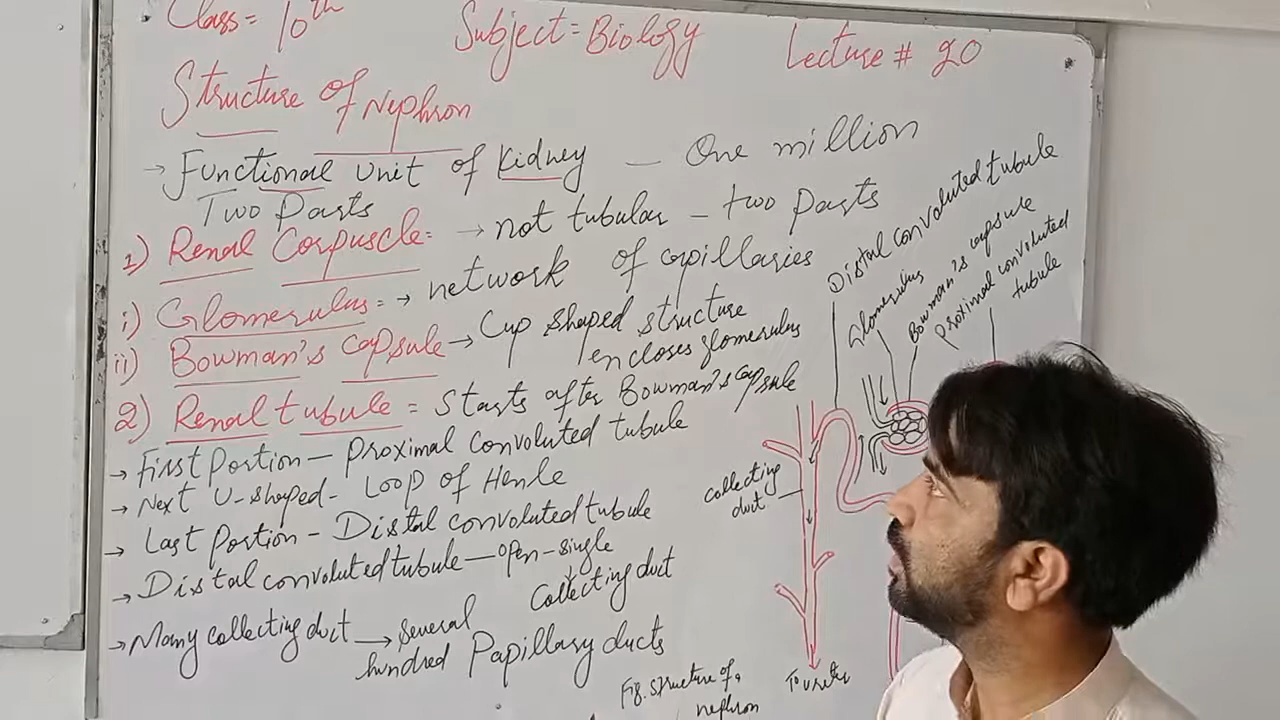 Class = 10th Subject = Biology Lecture # 20
Structure of Nephron
→ Functional unit of Kidney — One million
Two Parts
1) Renal Corpuscle = → not tubular - two parts
i) Glomerulus = → network of capillaries
ii) Bowman's capsule → Cup shaped structure
encloses glomerulus
2) Renal tubule = Starts after Bowman's capsule
→ First Portion — Proximal convoluted tubule
→ Next U-shaped - Loop of Henle
→ Last Portion - Distal convoluted tubule
→ Distal convoluted tubule — open - single
collecting duct
→ Many collecting duct → Several
hundred Papillary ducts
Distal convoluted tubule
Glomerulus
Bowman's capsule
Proximal convoluted
tubule
collecting
duct
To ureter
Fig. structure of a
nephron